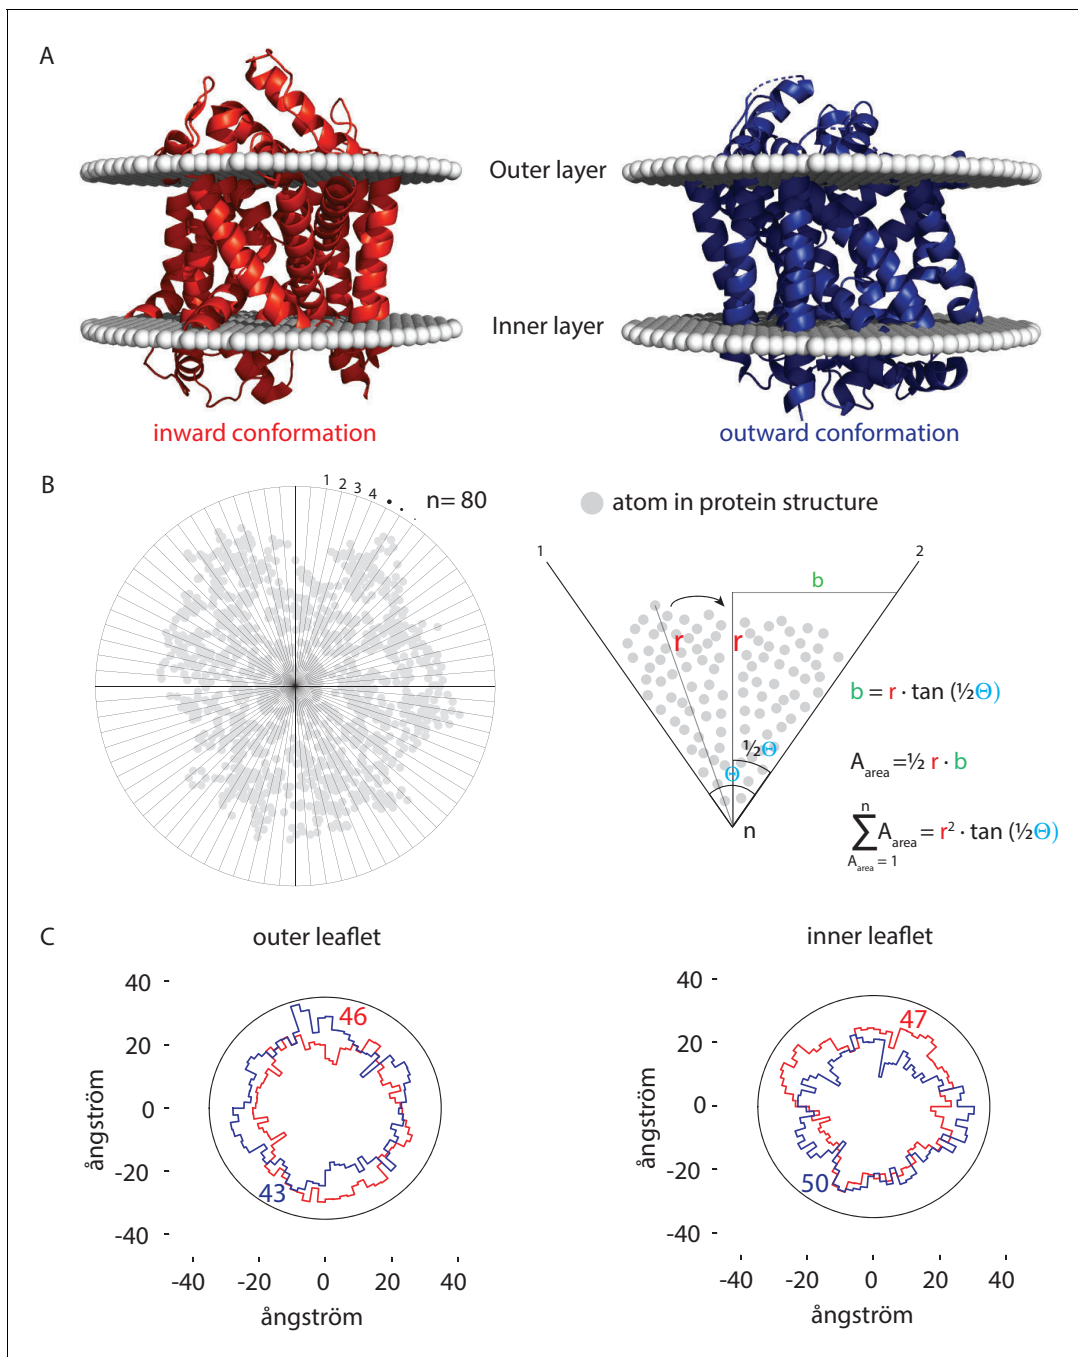 A
Outer layer
Inner layer
inward conformation
outward conformation
B
1 2 3 4 • • .
n= 80
atom in protein structure
1
2
b
r
r
b = r · tan (½Θ)
½Θ
Θ
A area = ½ r · b
n
n
∑ A area = r² · tan (½Θ)
A area = 1
C
outer leaflet
inner leaflet
40
20
0
-20
-40
ångström
46
43
-40 -20 0 20 40
ångström
40
20
0
-20
-40
ångström
47
50
-40 -20 0 20 40
ångström